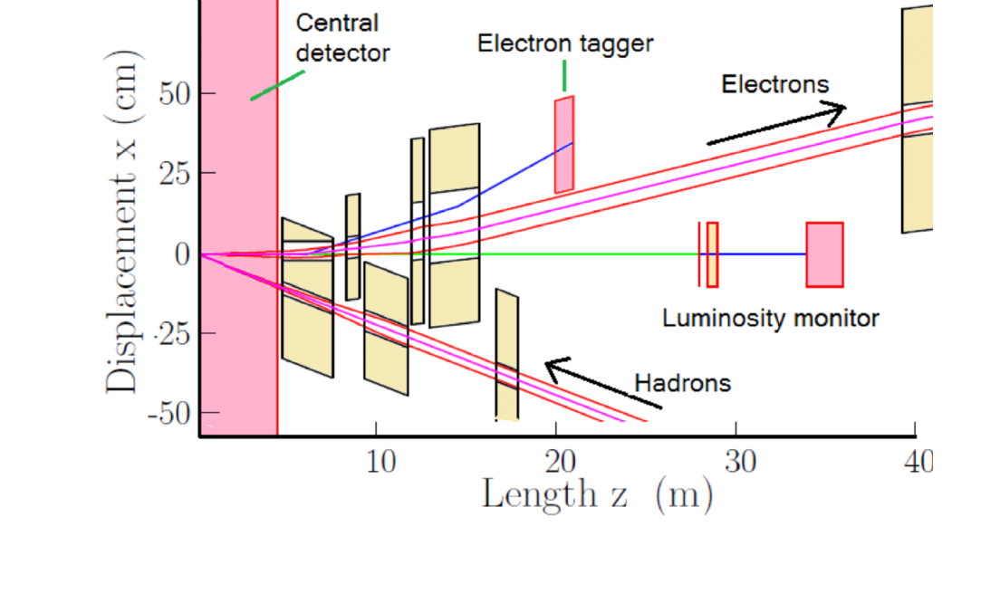 Central
detector
Electron tagger
Electrons
Luminosity monitor
Hadrons
Displacement x (cm)
50
25
0
-25
-50
10
20
30
40
Length z (m)